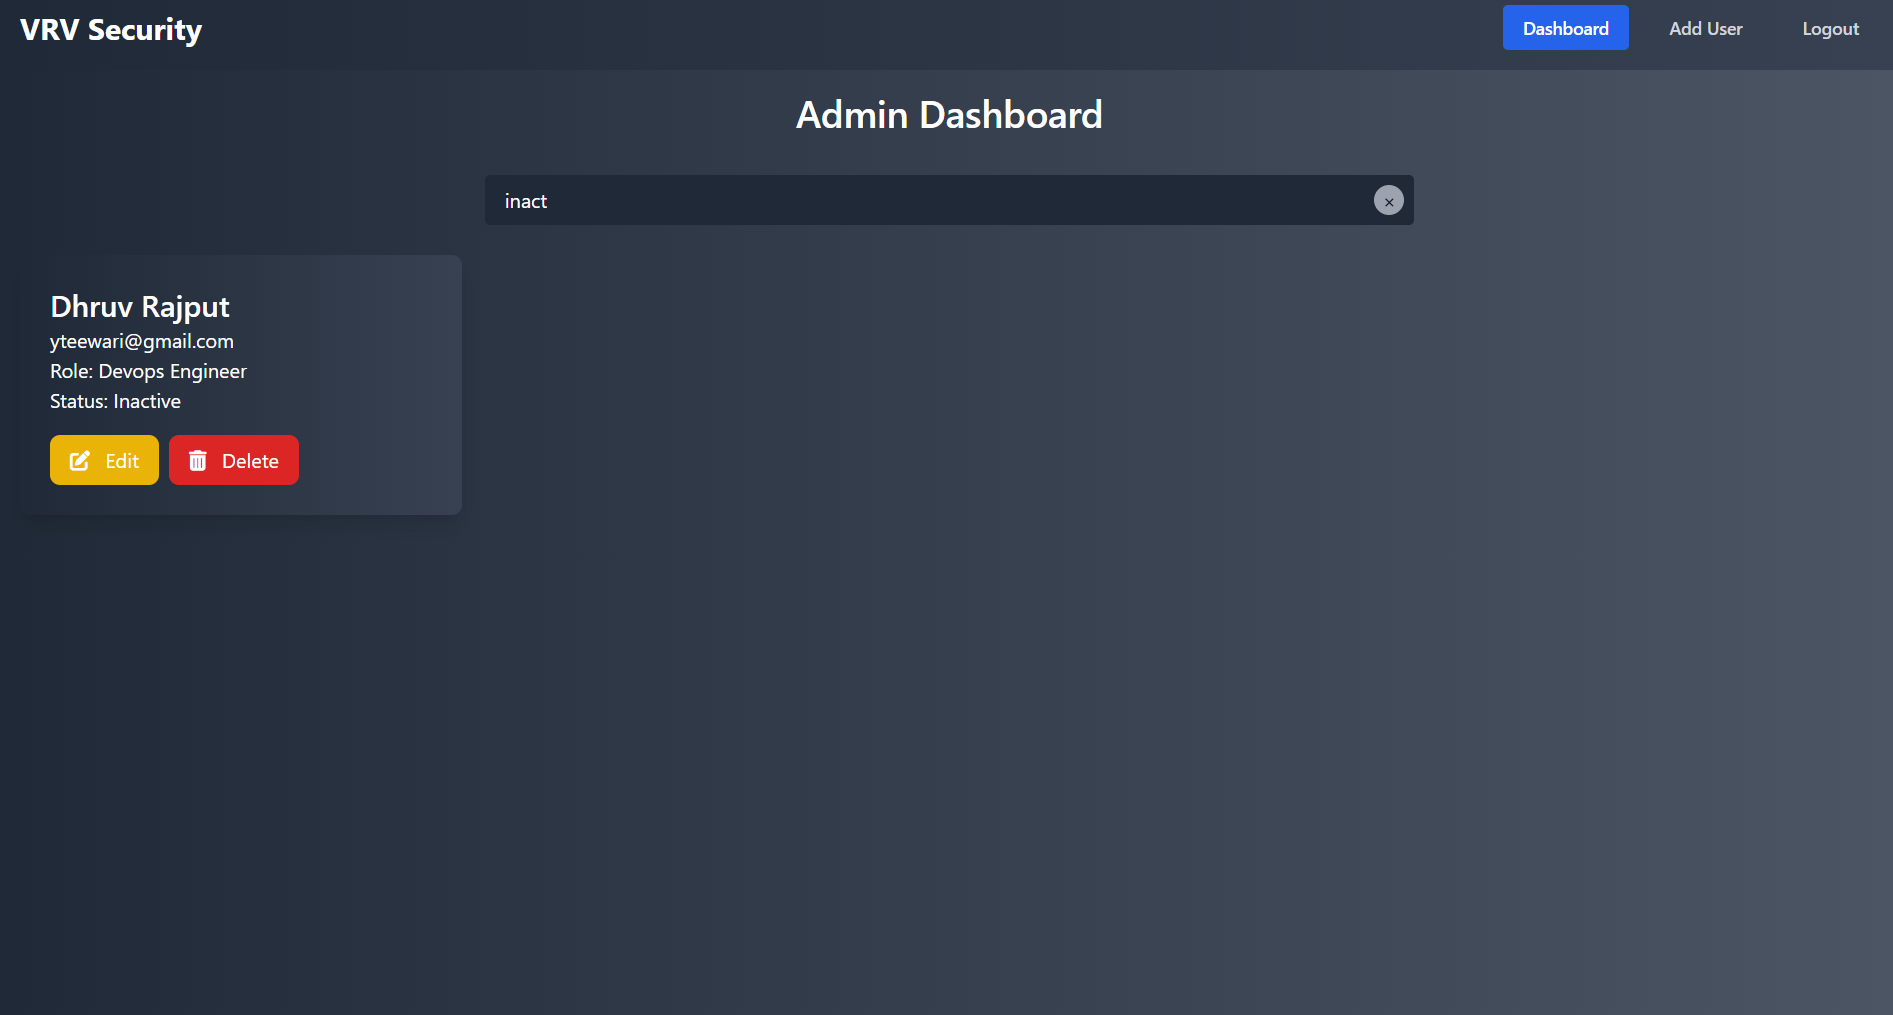 VRV Security
Dashboard
Add User
Logout
Admin Dashboard
inact
Dhruv Rajput
yteewari@gmail.com
Role: Devops Engineer
Status: Inactive
Edit
Delete